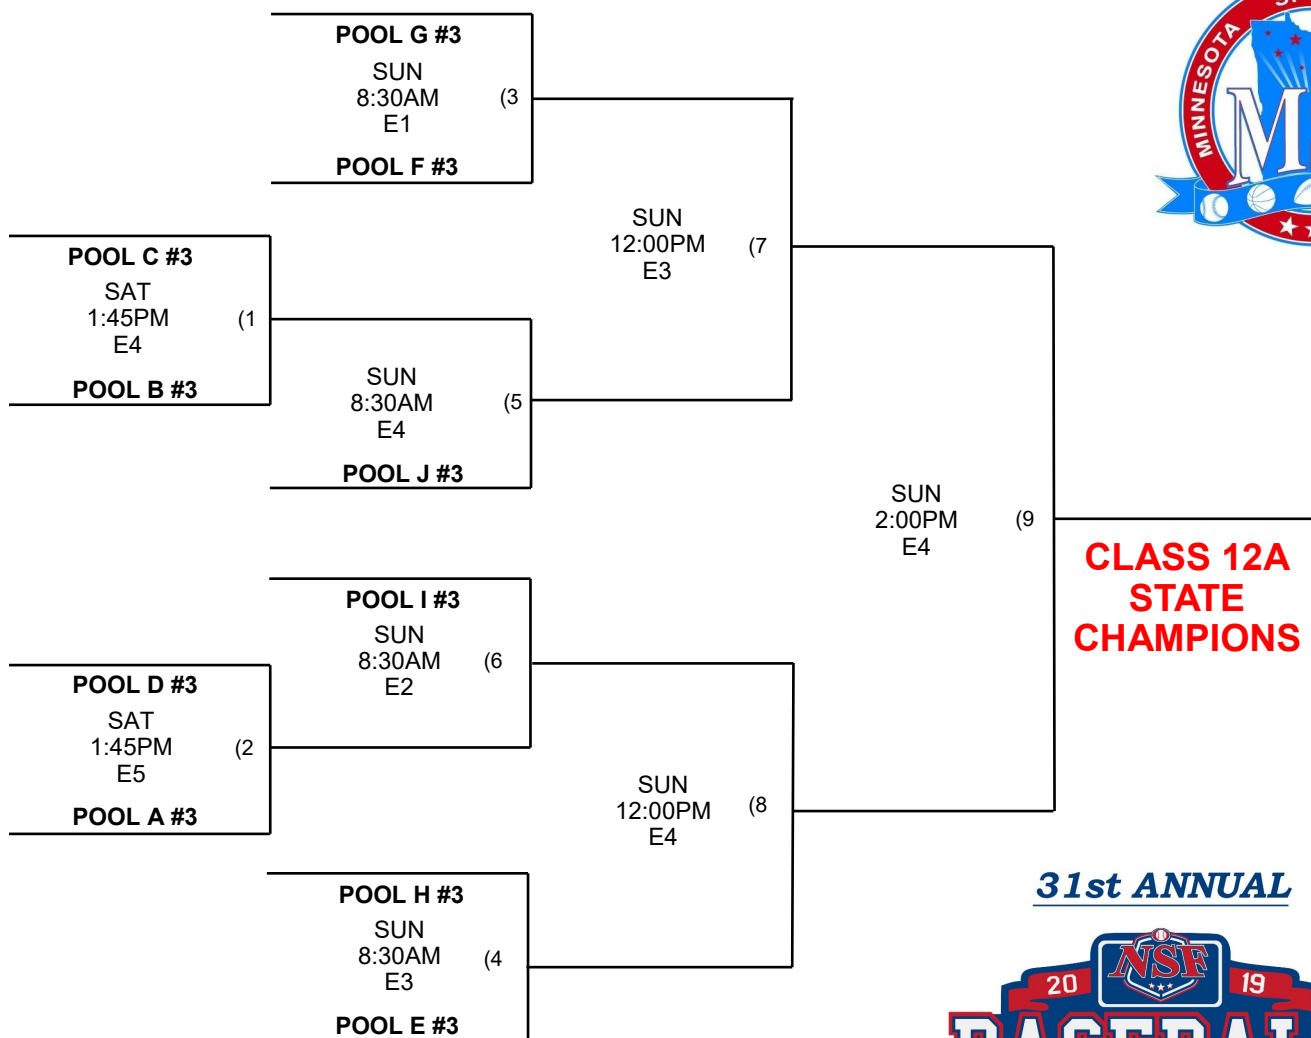 POOL G #3
SUN
8:30AM (3
E1
POOL F #3
MINNESOTA
SUN
12:00PM (7
E3
POOL C #3
SAT
1:45PM (1
E4
POOL B #3
SUN
8:30AM (5
E4
POOL J #3
SUN
2:00PM (9
E4
CLASS 12A
STATE
CHAMPIONS
POOL I #3
SUN
8:30AM (6
E2
POOL D #3
SAT
1:45PM (2
E5
POOL A #3
SUN
12:00PM (8
E4
POOL H #3
SUN
8:30AM (4
E3
POOL E #3
31st ANNUAL
NSF
20 19